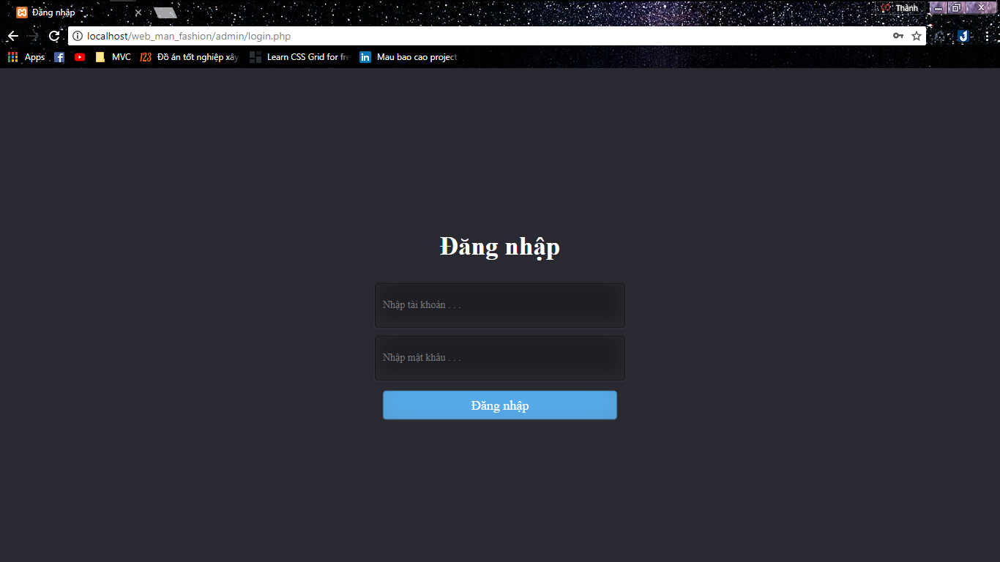 Đăng nhập
Thành
localhost/web_man_fashion/admin/login.php
Apps
MVC
123 Đồ án tốt nghiệp xây
Learn CSS Grid for fre
in Mau bao cao project
Đăng nhập
Nhập tài khoản . . .
Nhập mật khẩu . . .
Đăng nhập